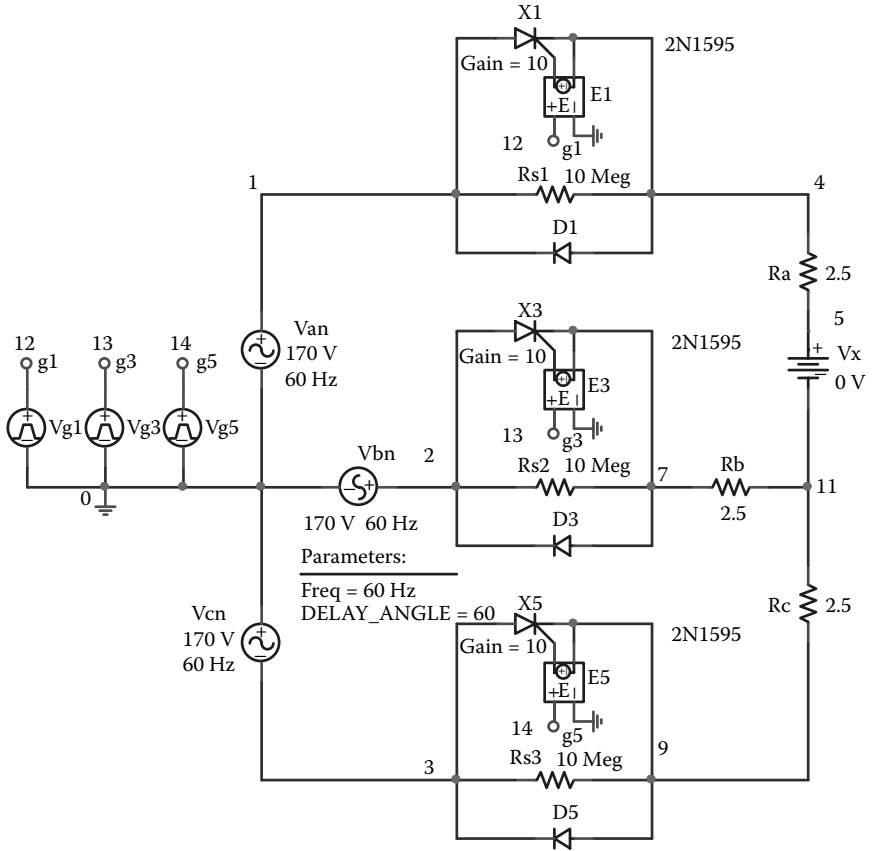 X1
2N1595
Gain = 10
+E −
E1
12
g1
Rs1 10 Meg
1
4
D1
Ra 2.5
X3
5
Van
170 V
60 Hz
2N1595
Gain = 10
+ Vx
− 0 V
12 13 14
g1 g3 g5
+E −
E3
13
g3
Vg1 Vg3 Vg5
Vbn
2
Rs2 10 Meg
7
Rb
0
11
170 V 60 Hz
2.5
D3
Parameters:
Freq = 60 Hz
DELAY_ANGLE = 60
X5
Vcn
170 V
60 Hz
Rc 2.5
2N1595
Gain = 10
+E −
E5
14
g5
Rs3 10 Meg
9
3
D5